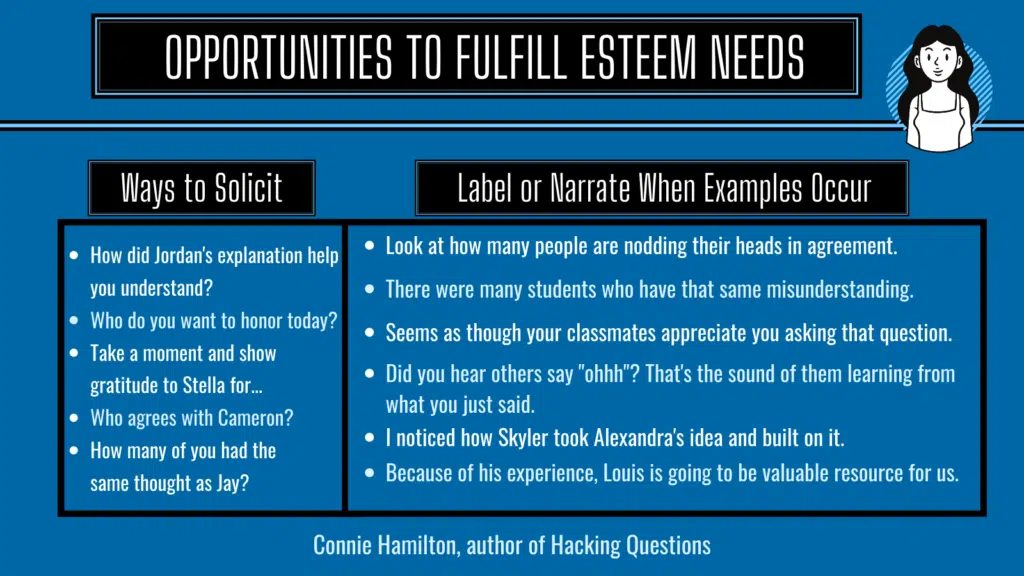 OPPORTUNITIES TO FULFILL ESTEEM NEEDS
Ways to Solicit
• How did Jordan's explanation help
you understand?
• Who do you want to honor today?
• Take a moment and show
gratitude to Stella for...
• Who agrees with Cameron?
• How many of you had the
same thought as Jay?
Label or Narrate When Examples Occur
• Look at how many people are nodding their heads in agreement.
• There were many students who have that same misunderstanding.
• Seems as though your classmates appreciate you asking that question.
• Did you hear others say "ohhh"? That's the sound of them learning from
what you just said.
• I noticed how Skyler took Alexandra's idea and built on it.
• Because of his experience, Louis is going to be valuable resource for us.
Connie Hamilton, author of Hacking Questions